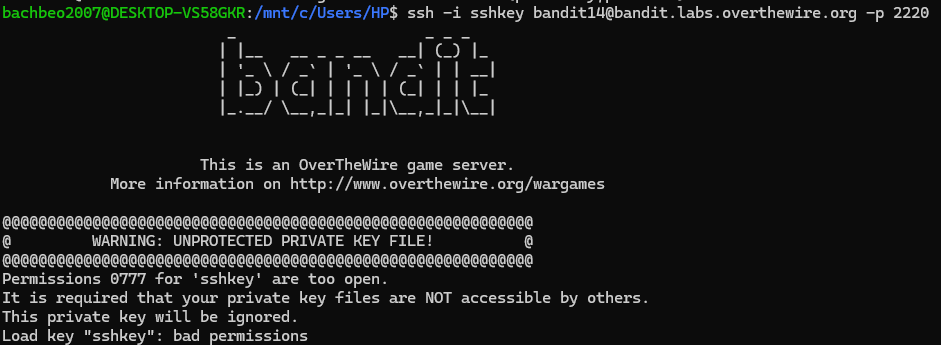 bachbeo2007@DESKTOP-VS58GKR:/mnt/c/Users/HP$ ssh -i sshkey bandit14@bandit.labs.overthewire.org -p 2220
bandit
This is an OverTheWire game server.
More information on http://www.overthewire.org/wargames
@@@@@@@@@@@@@@@@@@@@@@@@@@@@@@@@@@@@@@@@@@@@@@@@@@@@@@@@@@@
@         WARNING: UNPROTECTED PRIVATE KEY FILE!          @
@@@@@@@@@@@@@@@@@@@@@@@@@@@@@@@@@@@@@@@@@@@@@@@@@@@@@@@@@@@
Permissions 0777 for 'sshkey' are too open.
It is required that your private key files are NOT accessible by others.
This private key will be ignored.
Load key "sshkey": bad permissions